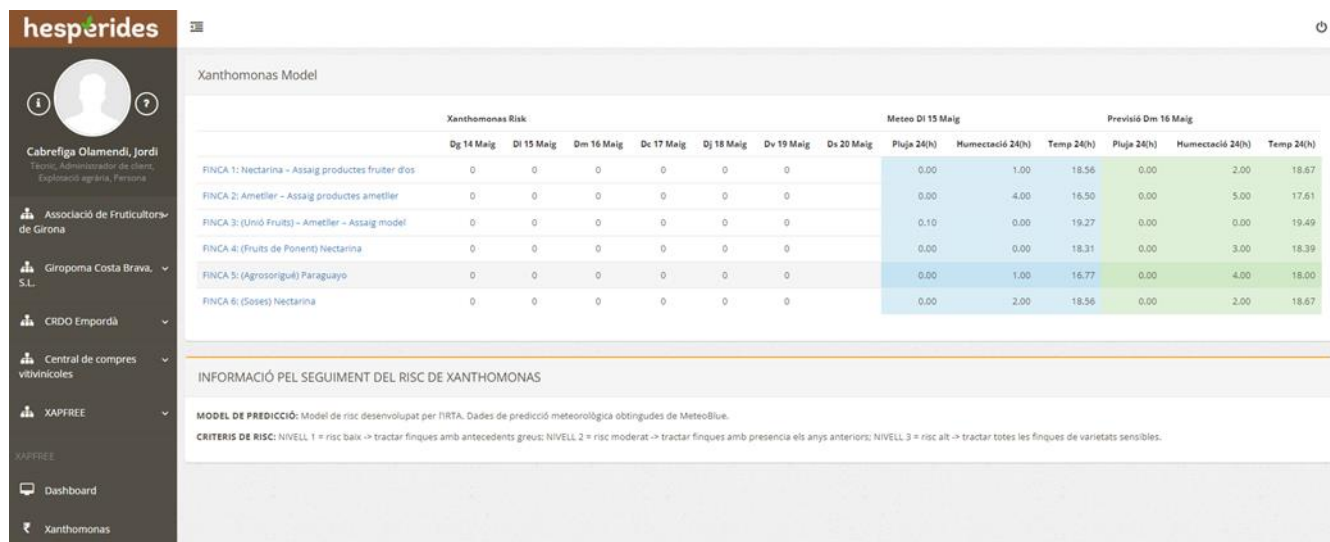 hesperides
Xanthomonas Model
Cabrefiga Olamendi, Jordi
Tècnic, Administrador de client,
Explotació agrària, Persona
Associació de Fruticultors
de Girona
Giropoma Costa Brava,
S.L.
CRDO Empordà
Central de compres
vitivinícoles
XAPFREE
XAPFREE
Dashboard
Xanthomonas
Xanthomonas Risk Meteo Dl 15 Maig Previsió Dm 16 Maig
Dg 14 Maig Dl 15 Maig Dm 16 Maig Dc 17 Maig Dj 18 Maig Dv 19 Maig Ds 20 Maig Pluja 24(h) Humectació 24(h) Temp 24(h) Pluja 24(h) Humectació 24(h) Temp 24(h)
FINCA 1: Nectarina – Assaig productes fruiter d'os 0 0 0 0 0 0 0.00 1.00 18.56 0.00 2.00 18.67
FINCA 2: Ametller – Assaig productes ametller 0 0 0 0 0 0 0.00 4.00 16.50 0.00 5.00 17.61
FINCA 3: (Unió Fruits) – Ametller – Assaig model 0 0 0 0 0 0 0.10 0.00 19.27 0.00 0.00 19.49
FINCA 4: (Fruits de Ponent) Nectarina 0 0 0 0 0 0 0.00 0.00 18.31 0.00 3.00 18.39
FINCA 5: (Agrosorigué) Paraguayo 0 0 0 0 0 0 0.00 1.00 16.77 0.00 4.00 18.00
FINCA 6: (Soses) Nectarina 0 0 0 0 0 0 0.00 2.00 18.56 0.00 2.00 18.67
INFORMACIÓ PEL SEGUIMENT DEL RISC DE XANTHOMONAS
MODEL DE PREDICCIÓ: Model de risc desenvolupat per l'IRTA. Dades de predicció meteorològica obtingudes de MeteoBlue.
CRITERIS DE RISC: NIVELL 1 = risc baix -> tractar finques amb antecedents greus; NIVELL 2 = risc moderat -> tractar finques amb presencia els anys anteriors; NIVELL 3 = risc alt -> tractar totes les finques de varietats sensibles.